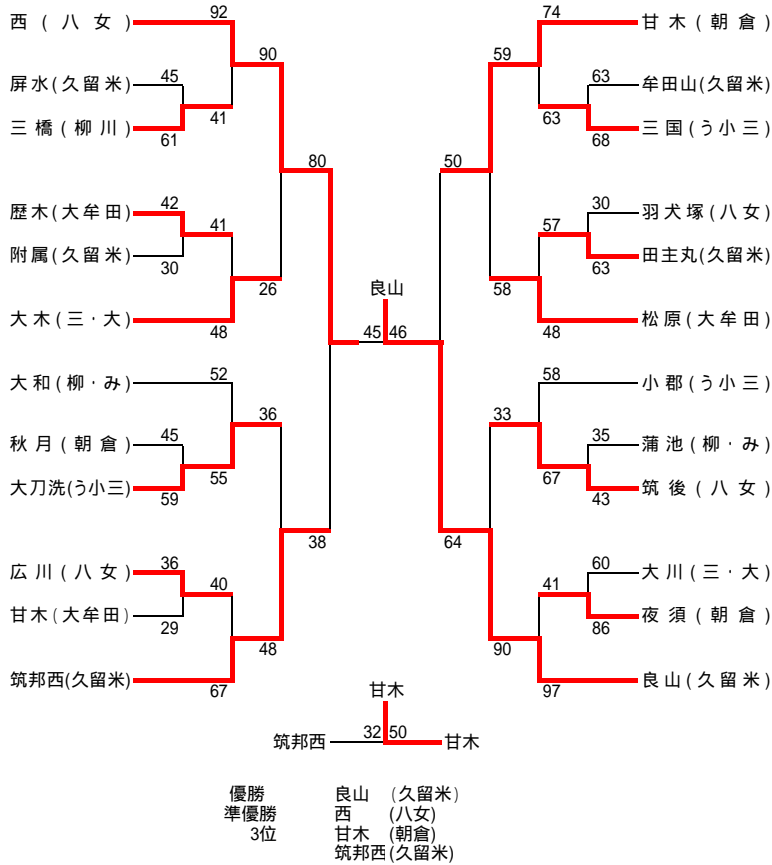 西 ( 八 女 ) 92 74 甘 木 ( 朝 倉 )
90 59
屏水(久留米) 45 63 牟田山(久留米)
41 63
三 橋 ( 柳 川 ) 61 68 三 国 ( う 小 三 )
80 50
歴木(大牟田) 42 30 羽犬塚 ( 八 女 )
41 57
附属(久留米) 30 63 田主丸(久留米)
26 58
良山
大 木 ( 三 ・ 大 ) 48 48 松 原 ( 大 牟 田 )
45 46
大 和 ( 柳 ・ み ) 52 58 小 郡 ( う 小 三 )
36 33
秋 月 ( 朝 倉 ) 45 35 蒲 池 ( 柳 ・ み )
55 67
大刀洗(う小三) 59 43 筑 後 ( 八 女 )
38 64
広 川 ( 八 女 ) 36 60 大 川 ( 三 ・ 大 )
40 41
甘木 (大牟田) 29 86 夜 須 ( 朝 倉 )
48 90
筑邦西(久留米) 67 97 良 山 ( 久 留 米 )
甘木
筑邦西 32 50 甘木
優勝 良山 (久留米)
準優勝 西 (八女)
3位 甘木 (朝倉)
筑邦西(久留米)